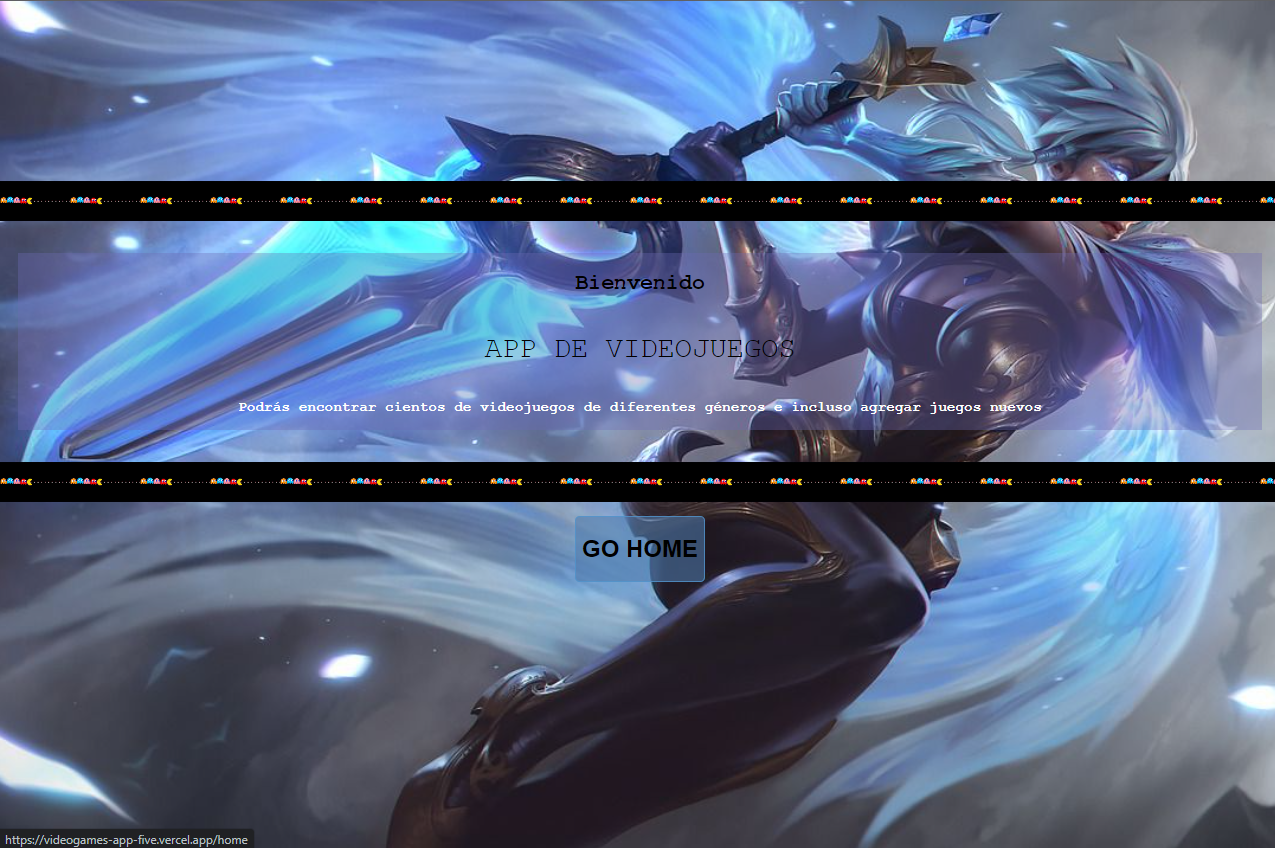 Bienvenido
APP DE VIDEOJUEGOS
Podrás encontrar cientos de videojuegos de diferentes géneros e incluso agregar juegos nuevos
GO HOME
https://videogames-app-five.vercel.app/home